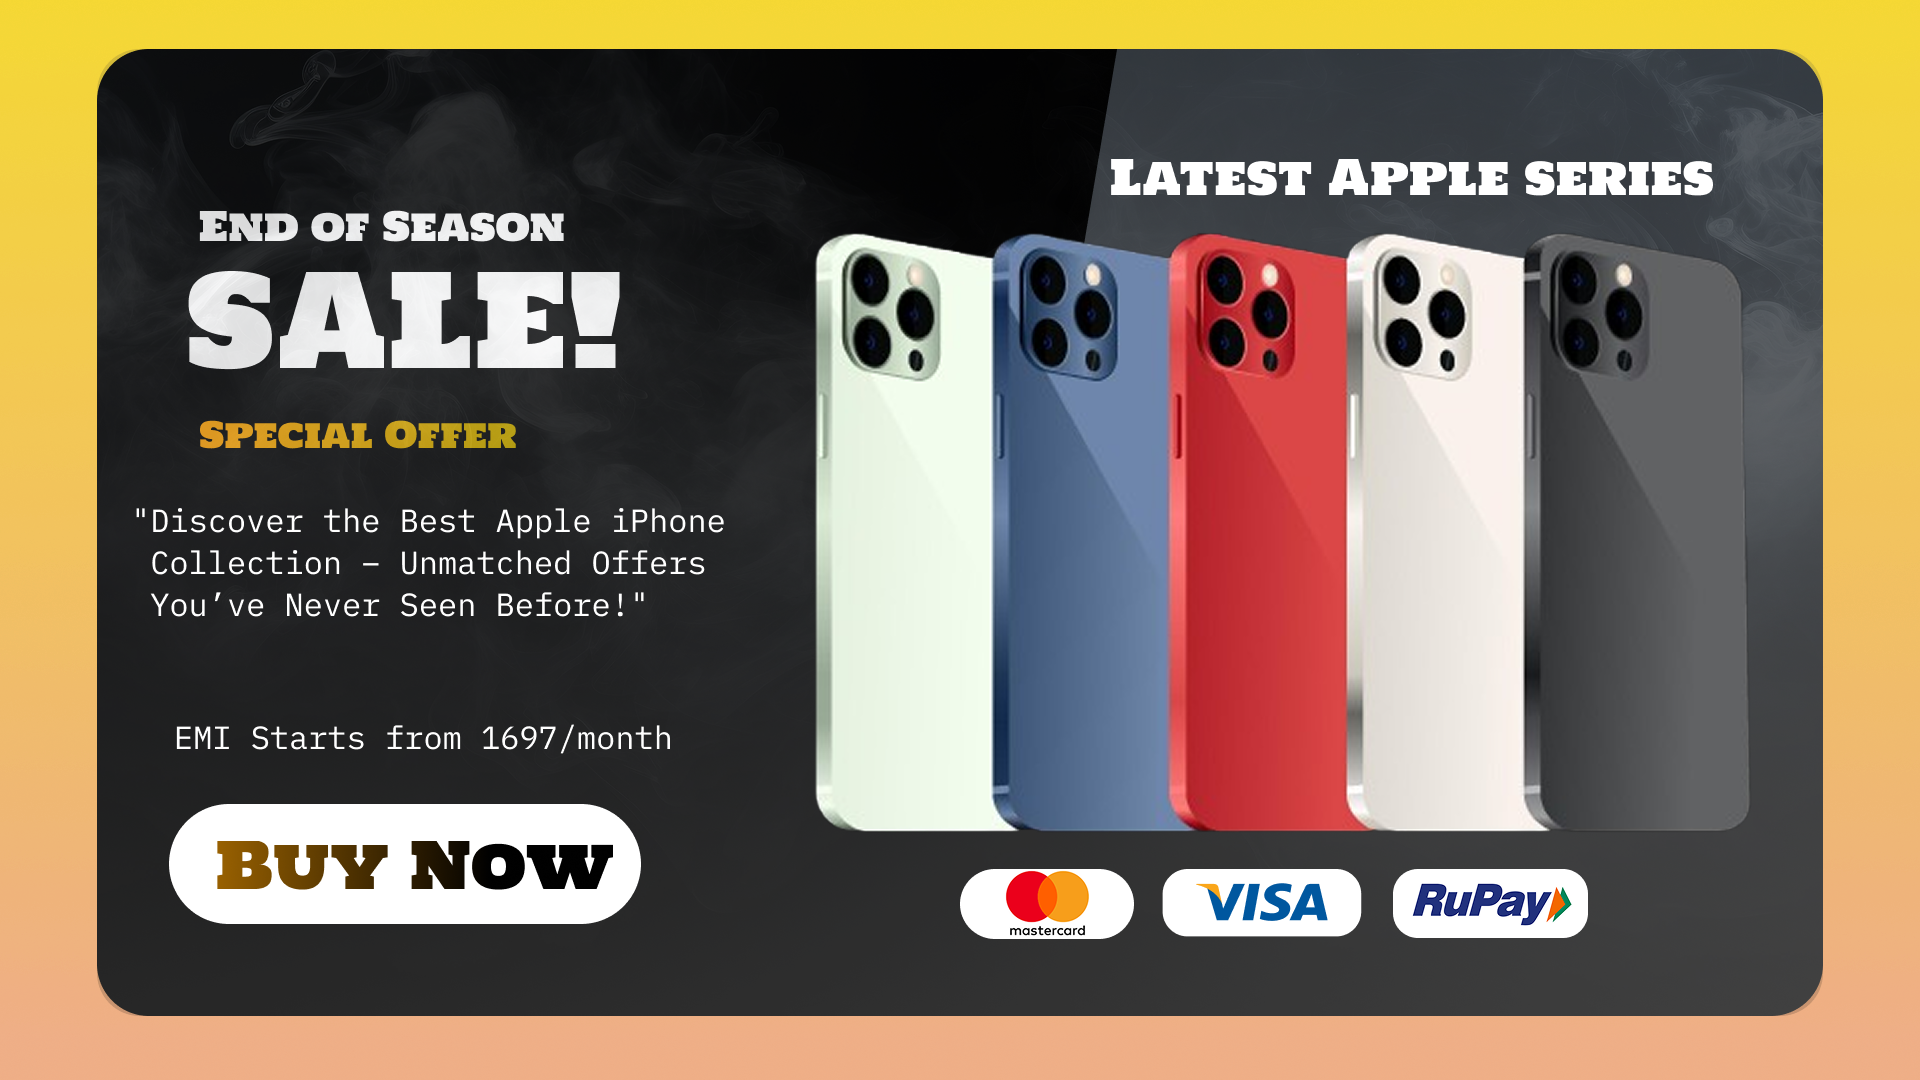 Latest Apple series
End of Season
SALE!
Special Offer
"Discover the Best Apple iPhone
Collection – Unmatched Offers
You’ve Never Seen Before!"
EMI Starts from 1697/month
Buy Now
mastercard
VISA
RuPay